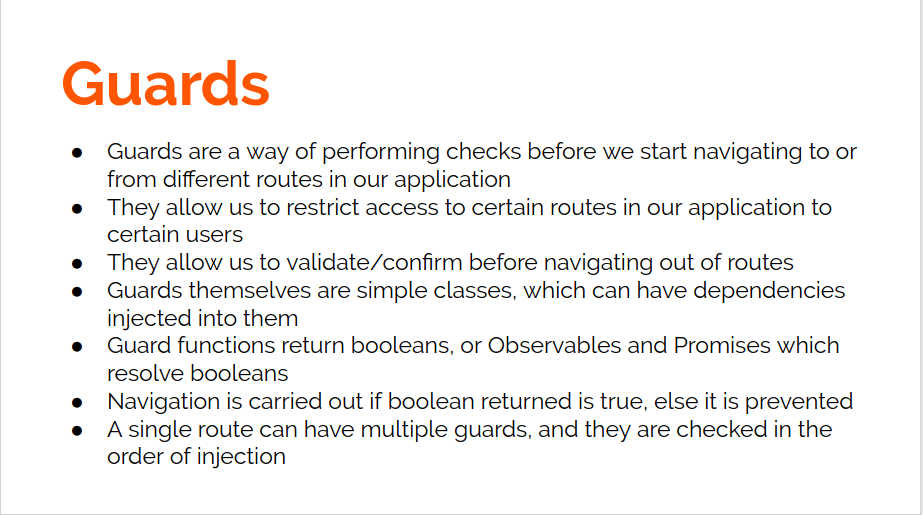 Guards
● Guards are a way of performing checks before we start navigating to or
from different routes in our application
● They allow us to restrict access to certain routes in our application to
certain users
● They allow us to validate/confirm before navigating out of routes
● Guards themselves are simple classes, which can have dependencies
injected into them
● Guard functions return booleans, or Observables and Promises which
resolve booleans
● Navigation is carried out if boolean returned is true, else it is prevented
● A single route can have multiple guards, and they are checked in the
order of injection